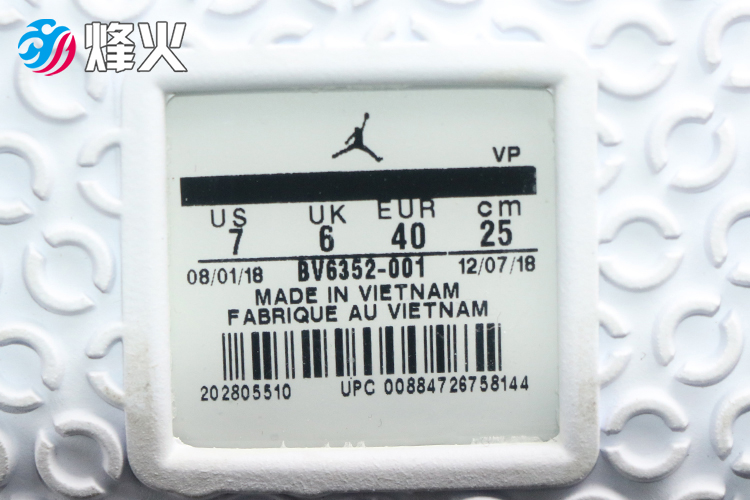 烽火
VP
US UK EUR cm
7 6 40 25
08/01/18 BV6352-001 12/07/18
MADE IN VIETNAM
FABRIQUE AU VIETNAM
202805510 UPC 00884726758144